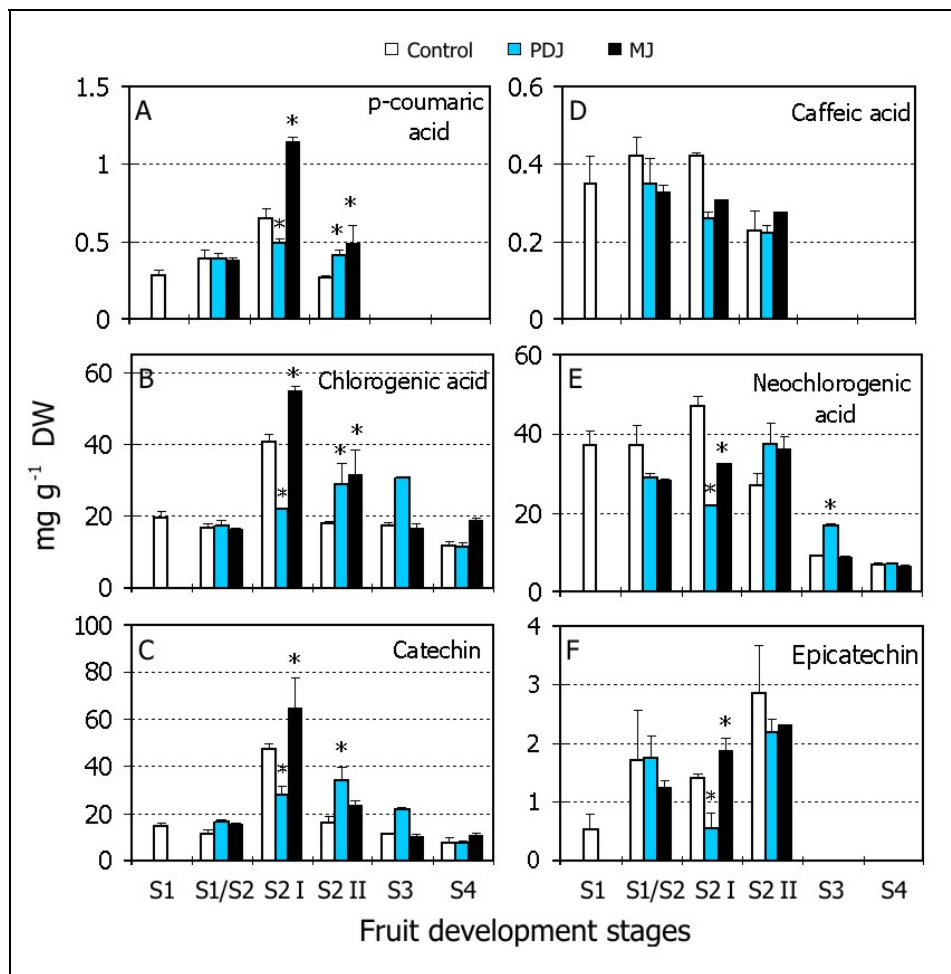 Control PDJ MJ
A
p-coumaric
acid
1.5
1
0.5
0
* * * *
D
Caffeic acid
0.6
0.4
0.2
0
B
Chlorogenic acid
60
40
20
0
* * * *
E
Neochlorogenic
acid
60
40
20
0
* * *
C
Catechin
100
80
60
40
20
0
* * *
F
Epicatechin
4
3
2
1
0
* *
mg g⁻¹ DW
S1 S1/S2 S2 I S2 II S3 S4
S1 S1/S2 S2 I S2 II S3 S4
Fruit development stages